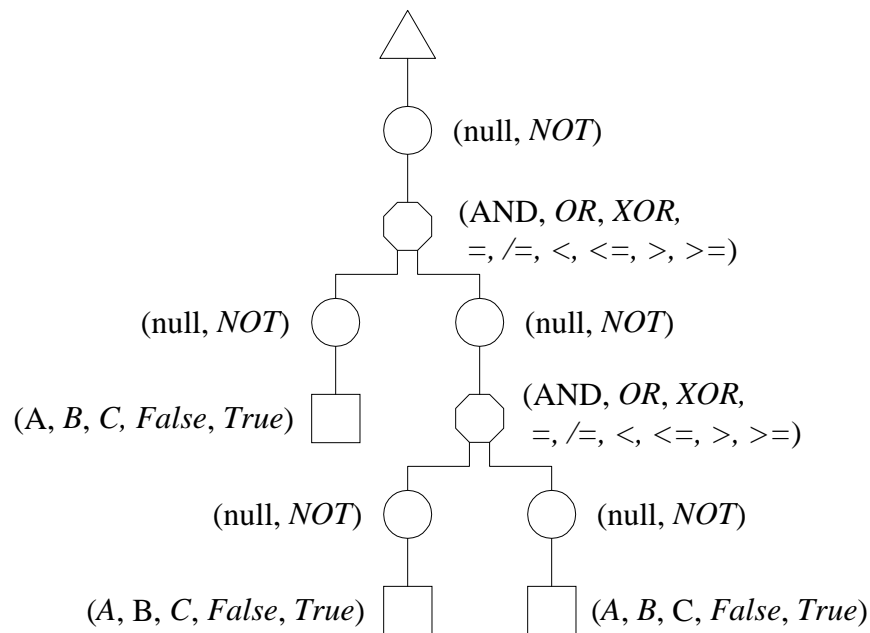 (null, NOT)
(AND, OR, XOR,
=, /=, <, <=, >, >=)
(null, NOT)
(null, NOT)
(A, B, C, False, True)
(AND, OR, XOR,
=, /=, <, <=, >, >=)
(null, NOT)
(null, NOT)
(A, B, C, False, True)
(A, B, C, False, True)